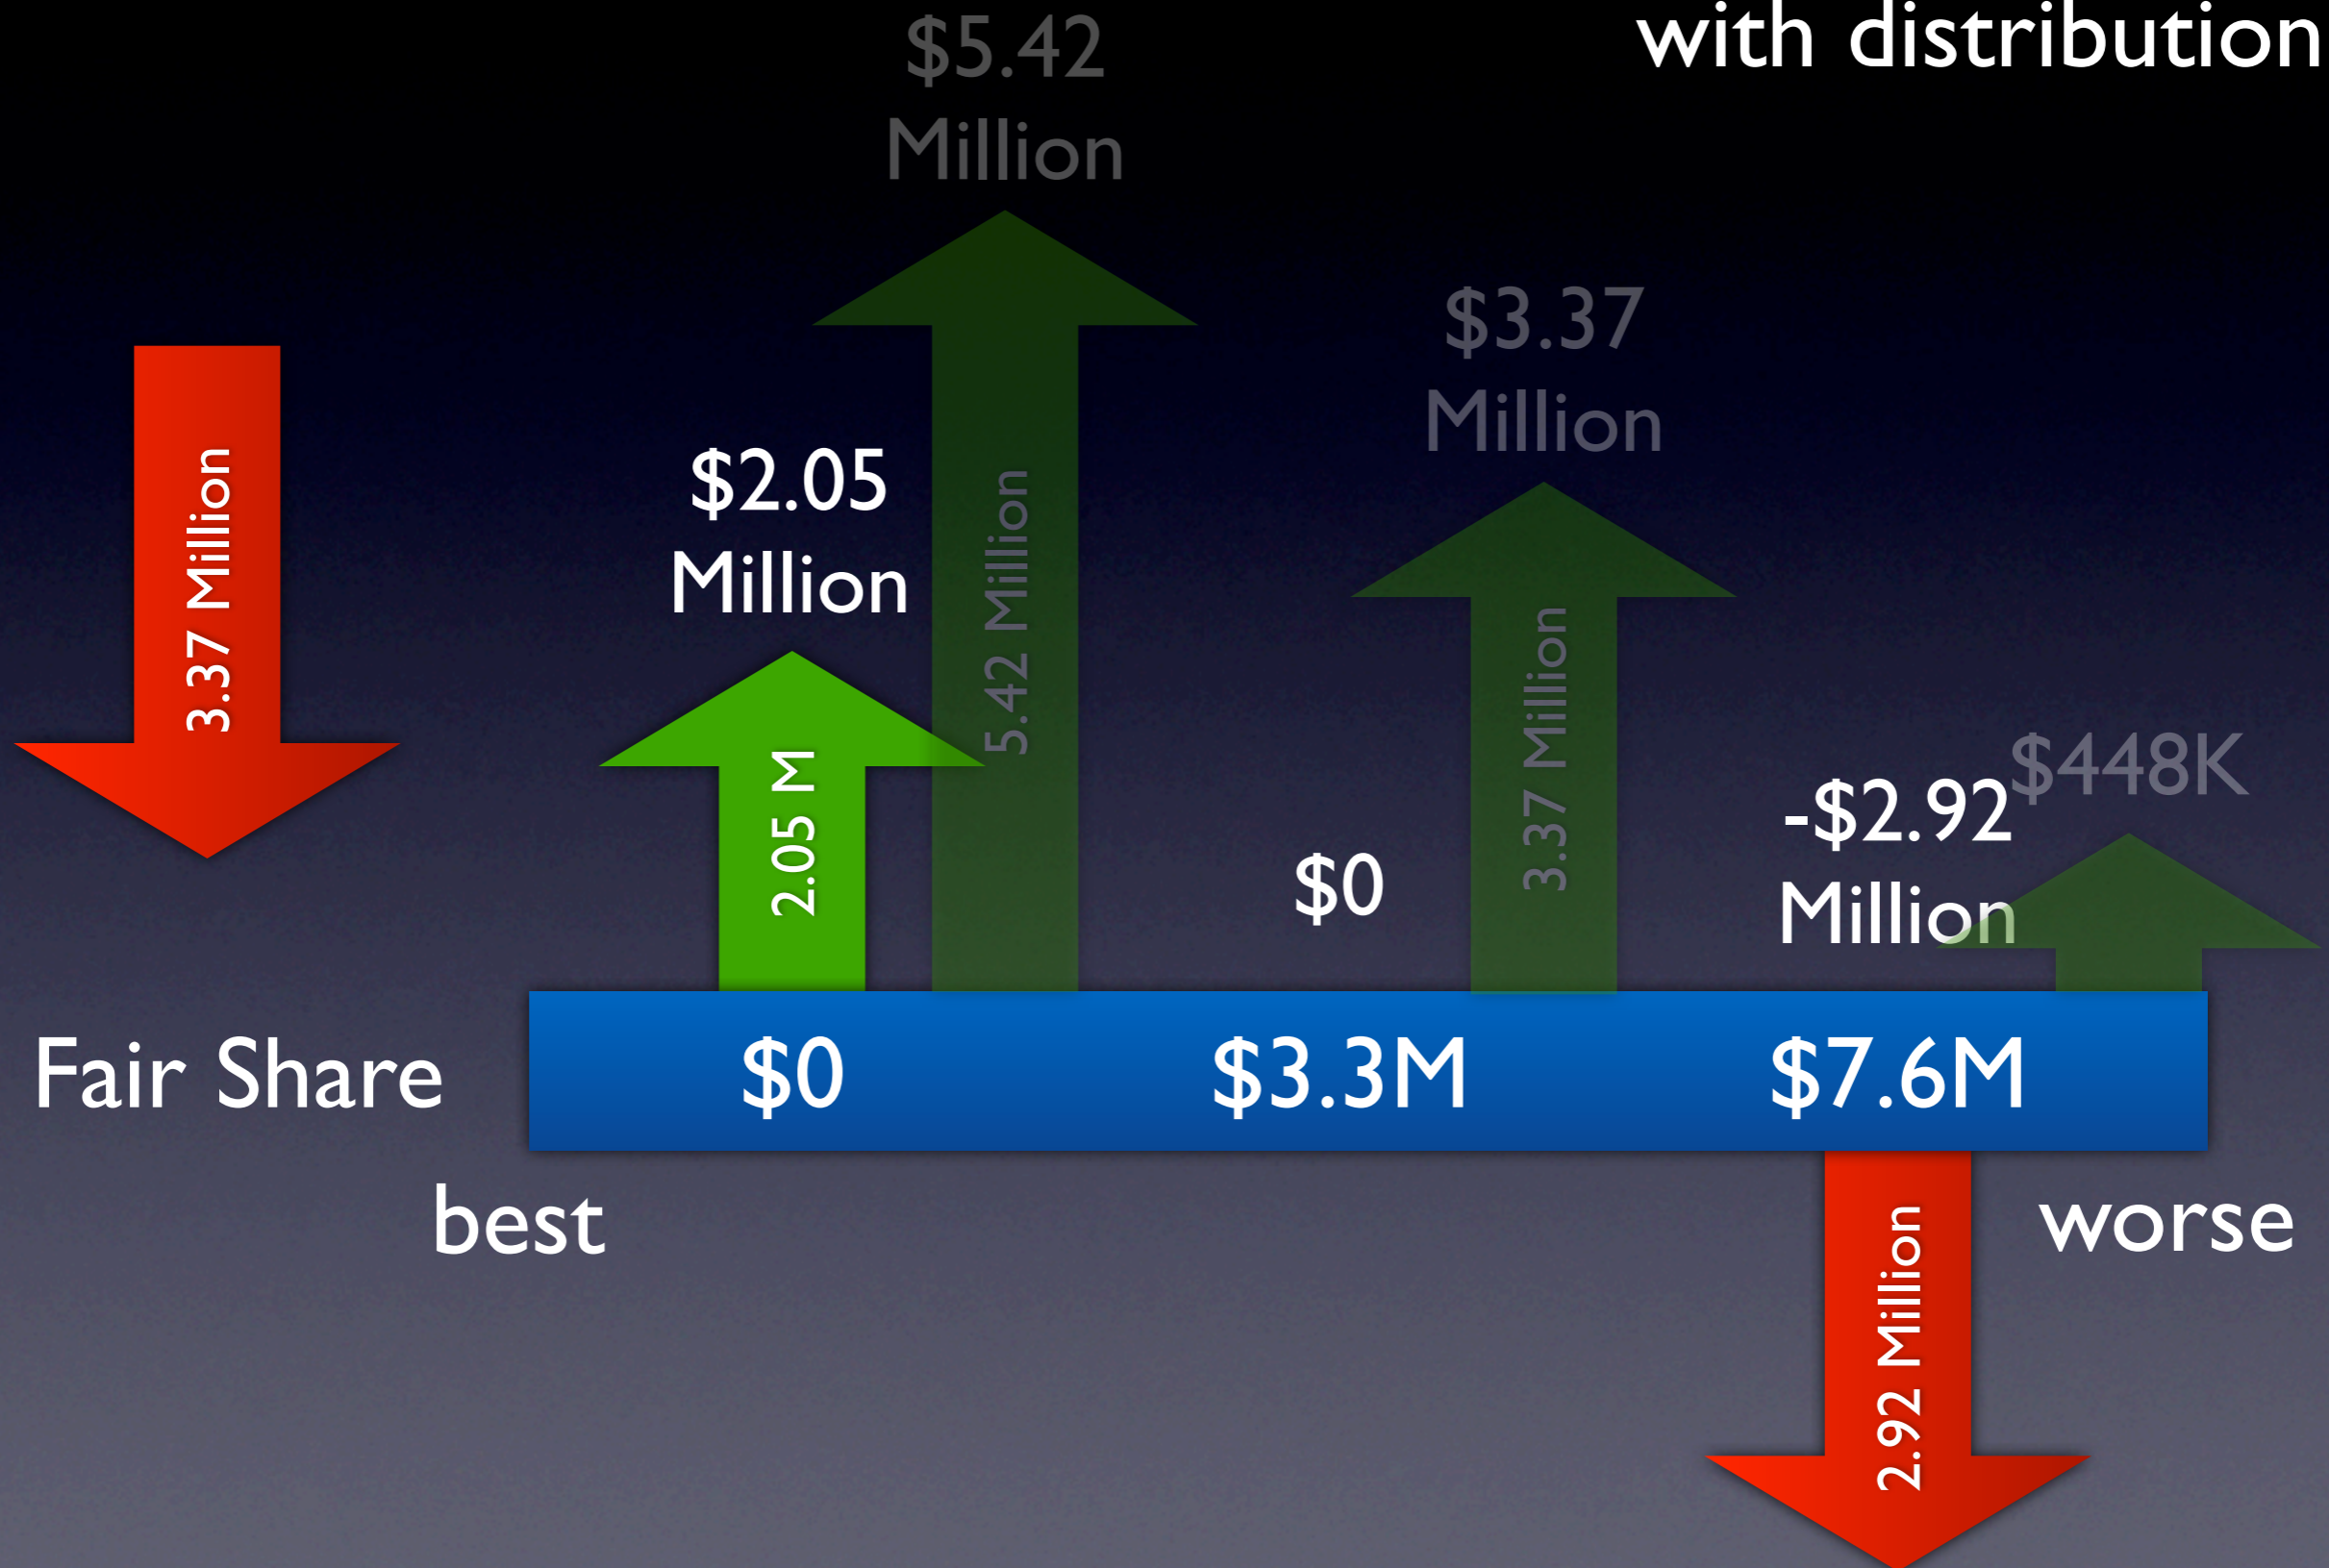 with distribution
$5.42
Million
$3.37
Million
$2.05
Million
3.37 Million
5.42 Million
3.37 Million
2.05 M
$448K
-$2.92
Million
$0
Fair Share
$0
$3.3M
$7.6M
best
worse
2.92 Million